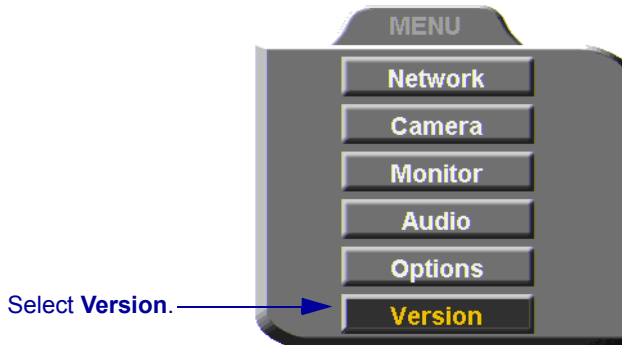 MENU
Network
Camera
Monitor
Audio
Options
Select Version.
Version